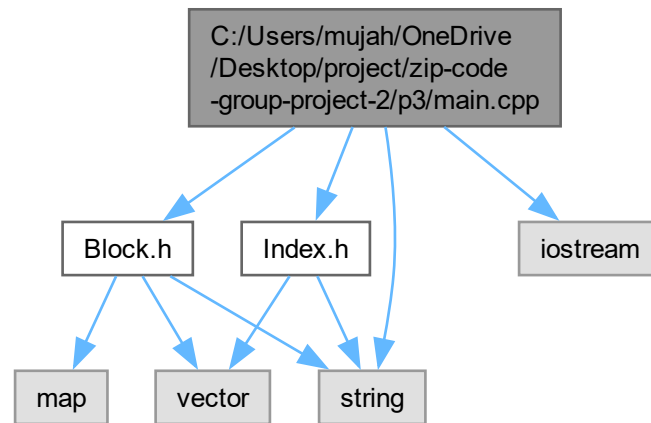 C:/Users/mujah/OneDrive
/Desktop/project/zip-code
-group-project-2/p3/main.cpp
Block.h
Index.h
iostream
map
vector
string